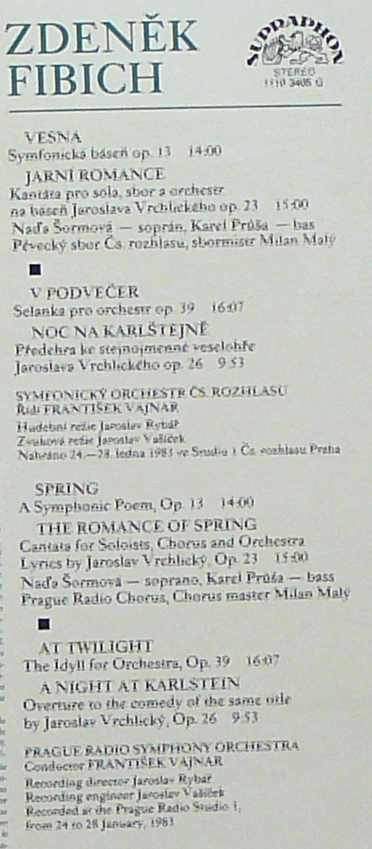 ZDENĚK
FIBICH
SUPRAPHON
STEREO
1110 3405 G
VESNA
Symfonická báseň op. 13 14:00
JARNÍ ROMANCE
Kantáta pro sóla, sbor a orchestr
na báseň Jaroslava Vrchlického op. 23 15:00
Naďa Šormová — soprán, Karel Průša — bas
Pěvecký sbor Čs. rozhlasu, sbormistr Milan Malý
V PODVEČER
Selanka pro orchestr op. 39 16:07
NOC NA KARLŠTEJNĚ
Předehra ke stejnojmenné veselohře
Jaroslava Vrchlického op. 26 9:53
SYMFONICKÝ ORCHESTR ČS. ROZHLASU
Řídí FRANTIŠEK VAJNAR
Hudební režie Jaroslav Rybář
Zvuková režie Jaroslav Vašíček
Nahráno 24.—28. ledna 1983 ve Studiu 1 Čs. rozhlasu Praha
SPRING
A Symphonic Poem, Op. 13 14:00
THE ROMANCE OF SPRING
Cantata for Soloists, Chorus and Orchestra
Lyrics by Jaroslav Vrchlický, Op. 23 15:00
Naďa Šormová — soprano, Karel Průša — bass
Prague Radio Chorus, Chorus master Milan Malý
AT TWILIGHT
The Idyll for Orchestra, Op. 39 16:07
A NIGHT AT KARLŠTEIN
Overture to the comedy of the same title
by Jaroslav Vrchlický, Op. 26 9:53
PRAGUE RADIO SYMPHONY ORCHESTRA
Conductor FRANTIŠEK VAJNAR
Recording director Jaroslav Rybář
Recording engineer Jaroslav Vašíček
Recorded at the Prague Radio Studio 1,
from 24 to 28 January, 1983